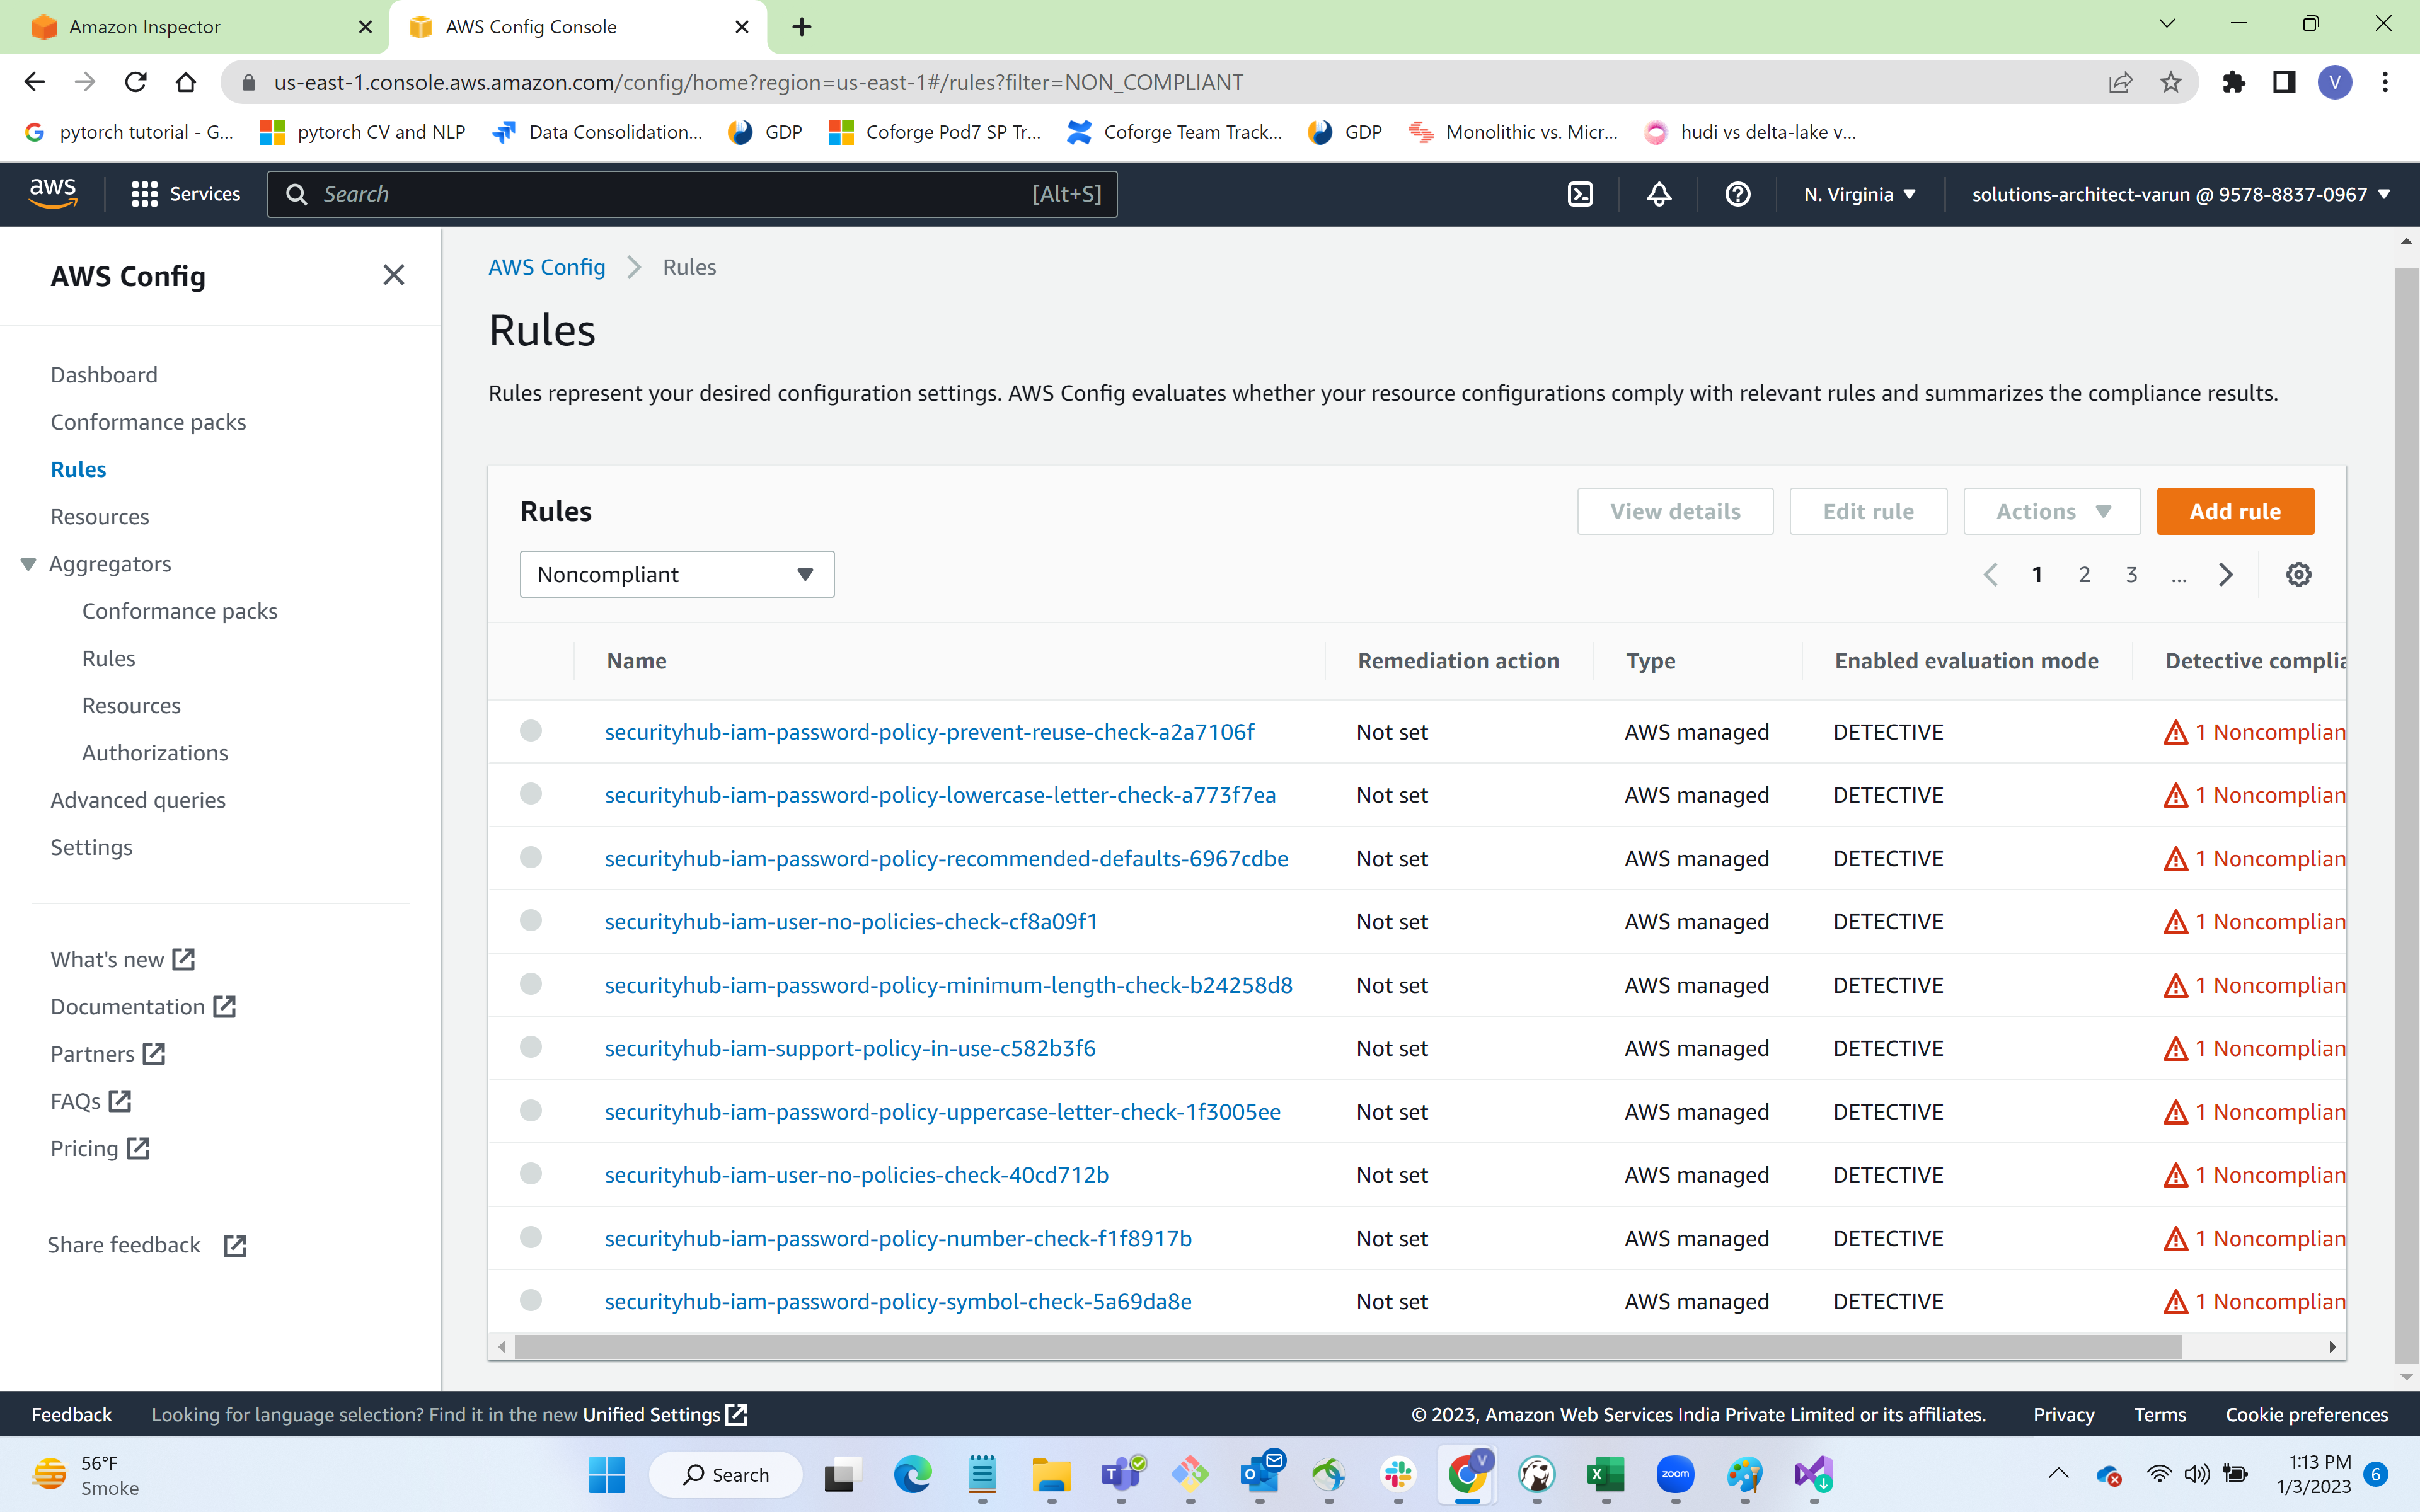 Amazon Inspector
AWS Config Console
us-east-1.console.aws.amazon.com/config/home?region=us-east-1#/rules?filter=NON_COMPLIANT
V
pytorch tutorial - G...
pytorch CV and NLP
Data Consolidation...
GDP
Coforge Pod7 SP Tr...
Coforge Team Track...
GDP
Monolithic vs. Micr...
hudi vs delta-lake v...
aws
Services
Search
[Alt+S]
N. Virginia
solutions-architect-varun @ 9578-8837-0967
AWS Config
Dashboard
Conformance packs
Rules
Resources
Aggregators
Conformance packs
Rules
Resources
Authorizations
Advanced queries
Settings
What's new
Documentation
Partners
FAQs
Pricing
Share feedback
AWS Config > Rules
Rules
Rules represent your desired configuration settings. AWS Config evaluates whether your resource configurations comply with relevant rules and summarizes the compliance results.
Rules
View details
Edit rule
Actions
Add rule
Noncompliant
1 2 3 ...
Name Remediation action Type Enabled evaluation mode Detective complia
securityhub-iam-password-policy-prevent-reuse-check-a2a7106f Not set AWS managed DETECTIVE 1 Noncomplian
securityhub-iam-password-policy-lowercase-letter-check-a773f7ea Not set AWS managed DETECTIVE 1 Noncomplian
securityhub-iam-password-policy-recommended-defaults-6967cdbe Not set AWS managed DETECTIVE 1 Noncomplian
securityhub-iam-user-no-policies-check-cf8a09f1 Not set AWS managed DETECTIVE 1 Noncomplian
securityhub-iam-password-policy-minimum-length-check-b24258d8 Not set AWS managed DETECTIVE 1 Noncomplian
securityhub-iam-support-policy-in-use-c582b3f6 Not set AWS managed DETECTIVE 1 Noncomplian
securityhub-iam-password-policy-uppercase-letter-check-1f3005ee Not set AWS managed DETECTIVE 1 Noncomplian
securityhub-iam-user-no-policies-check-40cd712b Not set AWS managed DETECTIVE 1 Noncomplian
securityhub-iam-password-policy-number-check-f1f8917b Not set AWS managed DETECTIVE 1 Noncomplian
securityhub-iam-password-policy-symbol-check-5a69da8e Not set AWS managed DETECTIVE 1 Noncomplian
Feedback
Looking for language selection? Find it in the new Unified Settings
© 2023, Amazon Web Services India Private Limited or its affiliates.
Privacy
Terms
Cookie preferences
56°F
Smoke
Search
zoom
1:13 PM
1/3/2023
6